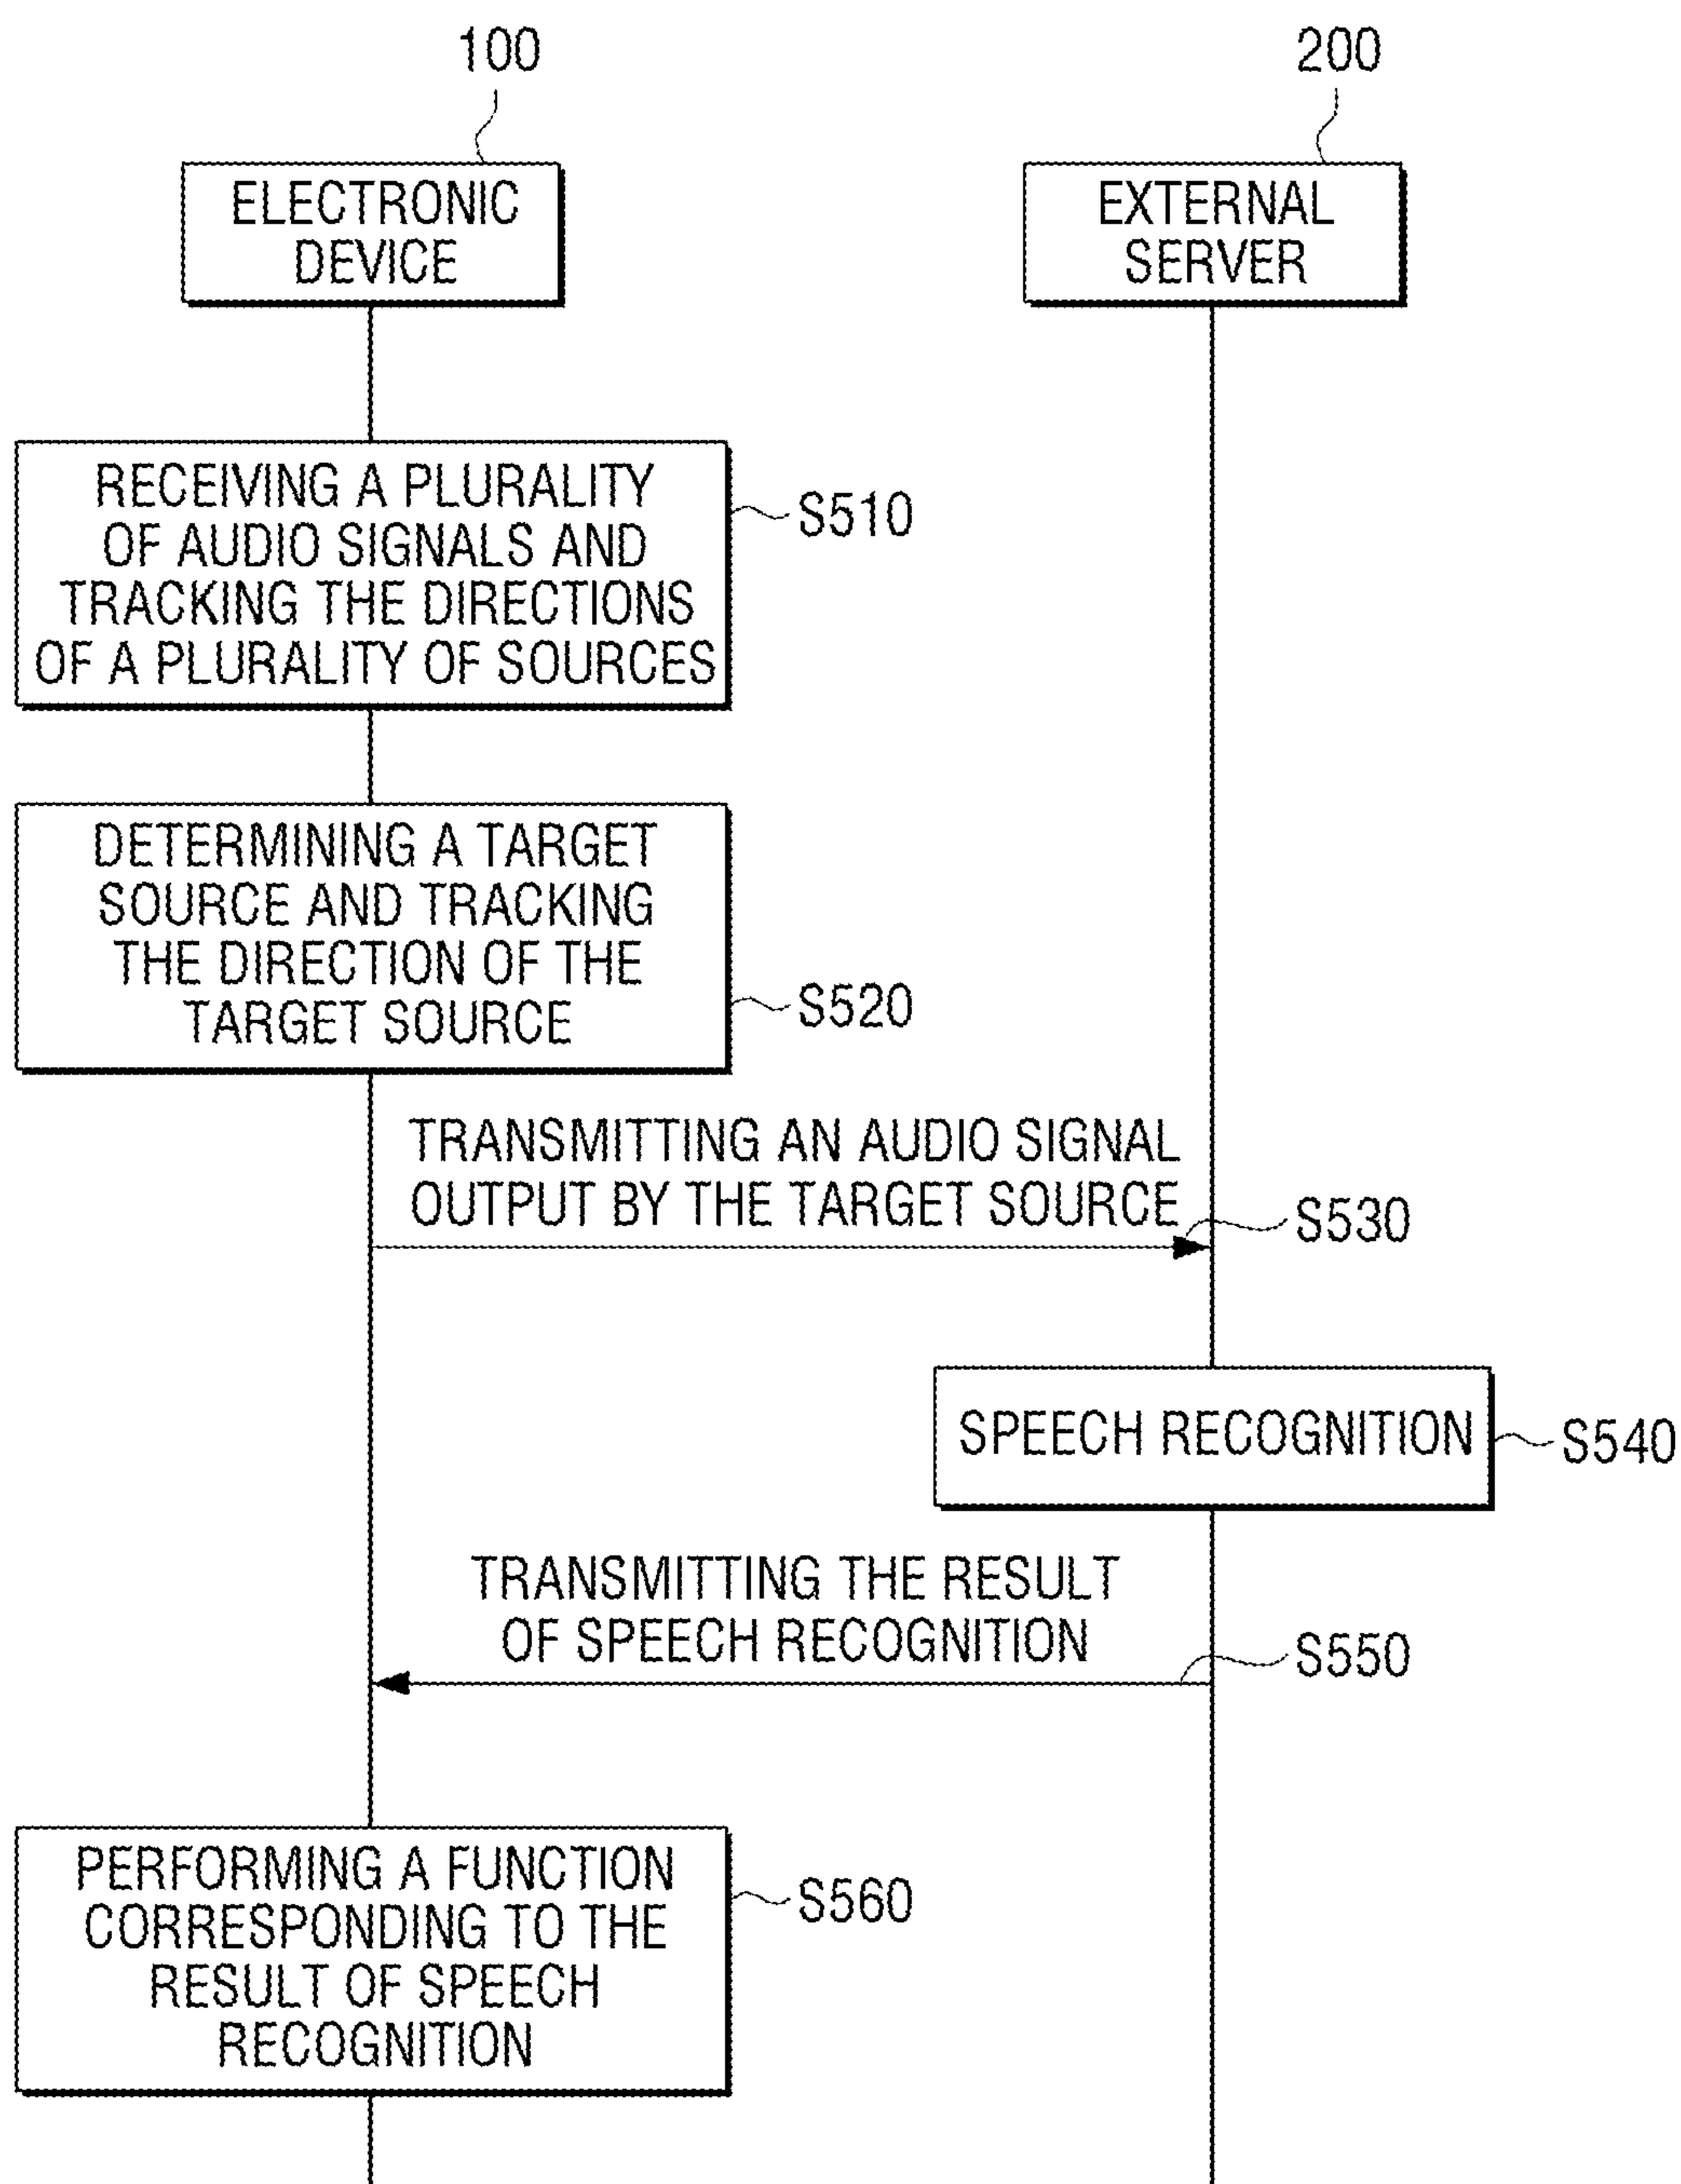 100
200
ELECTRONIC
DEVICE
EXTERNAL
SERVER
RECEIVING A PLURALITY
OF AUDIO SIGNALS AND
TRACKING THE DIRECTIONS
OF A PLURALITY OF SOURCES
S510
DETERMINING A TARGET
SOURCE AND TRACKING
THE DIRECTION OF THE
TARGET SOURCE
S520
TRANSMITTING AN AUDIO SIGNAL
OUTPUT BY THE TARGET SOURCE
S530
SPEECH RECOGNITION
S540
TRANSMITTING THE RESULT
OF SPEECH RECOGNITION
S550
PERFORMING A FUNCTION
CORRESPONDING TO THE
RESULT OF SPEECH
RECOGNITION
S560